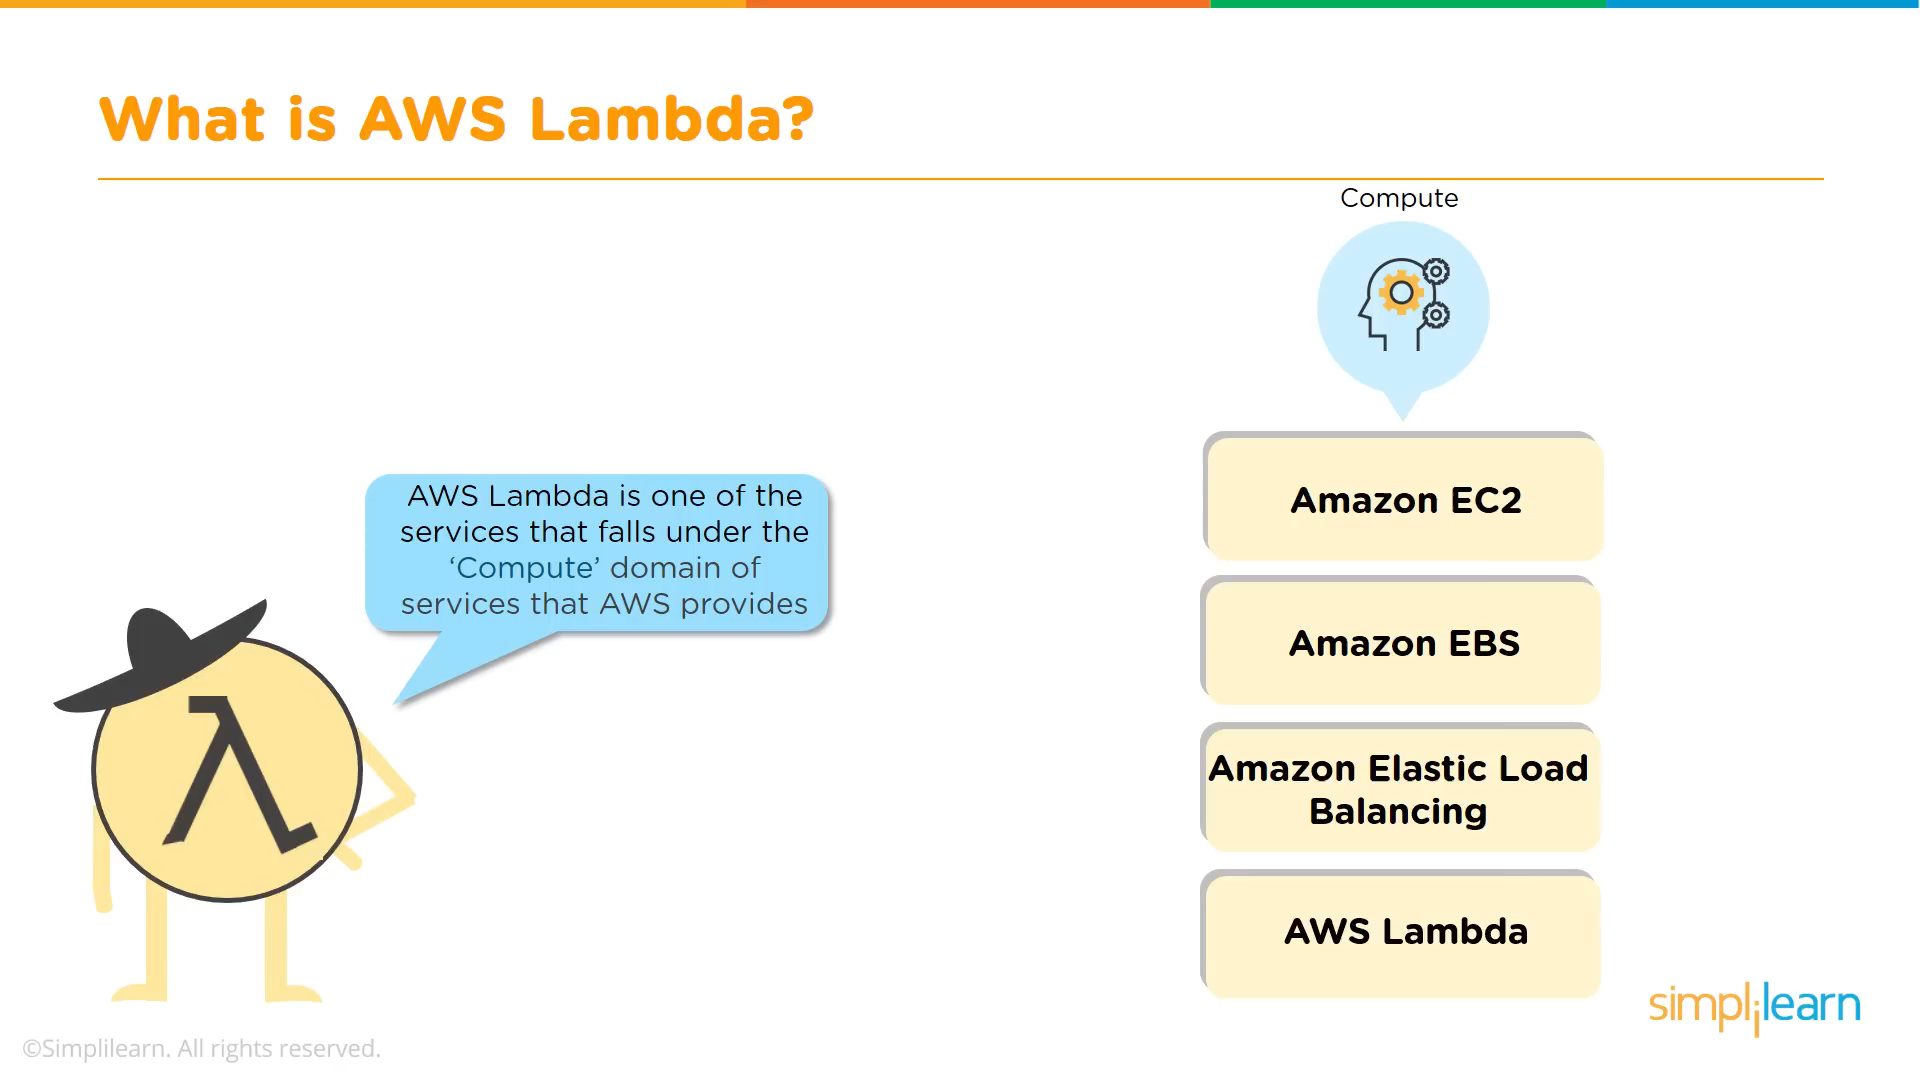 What is AWS Lambda?
Compute
AWS Lambda is one of the
services that falls under the
‘Compute’ domain of
services that AWS provides
Amazon EC2
Amazon EBS
Amazon Elastic Load
Balancing
AWS Lambda
λ
simplilearn
©Simplilearn. All rights reserved.